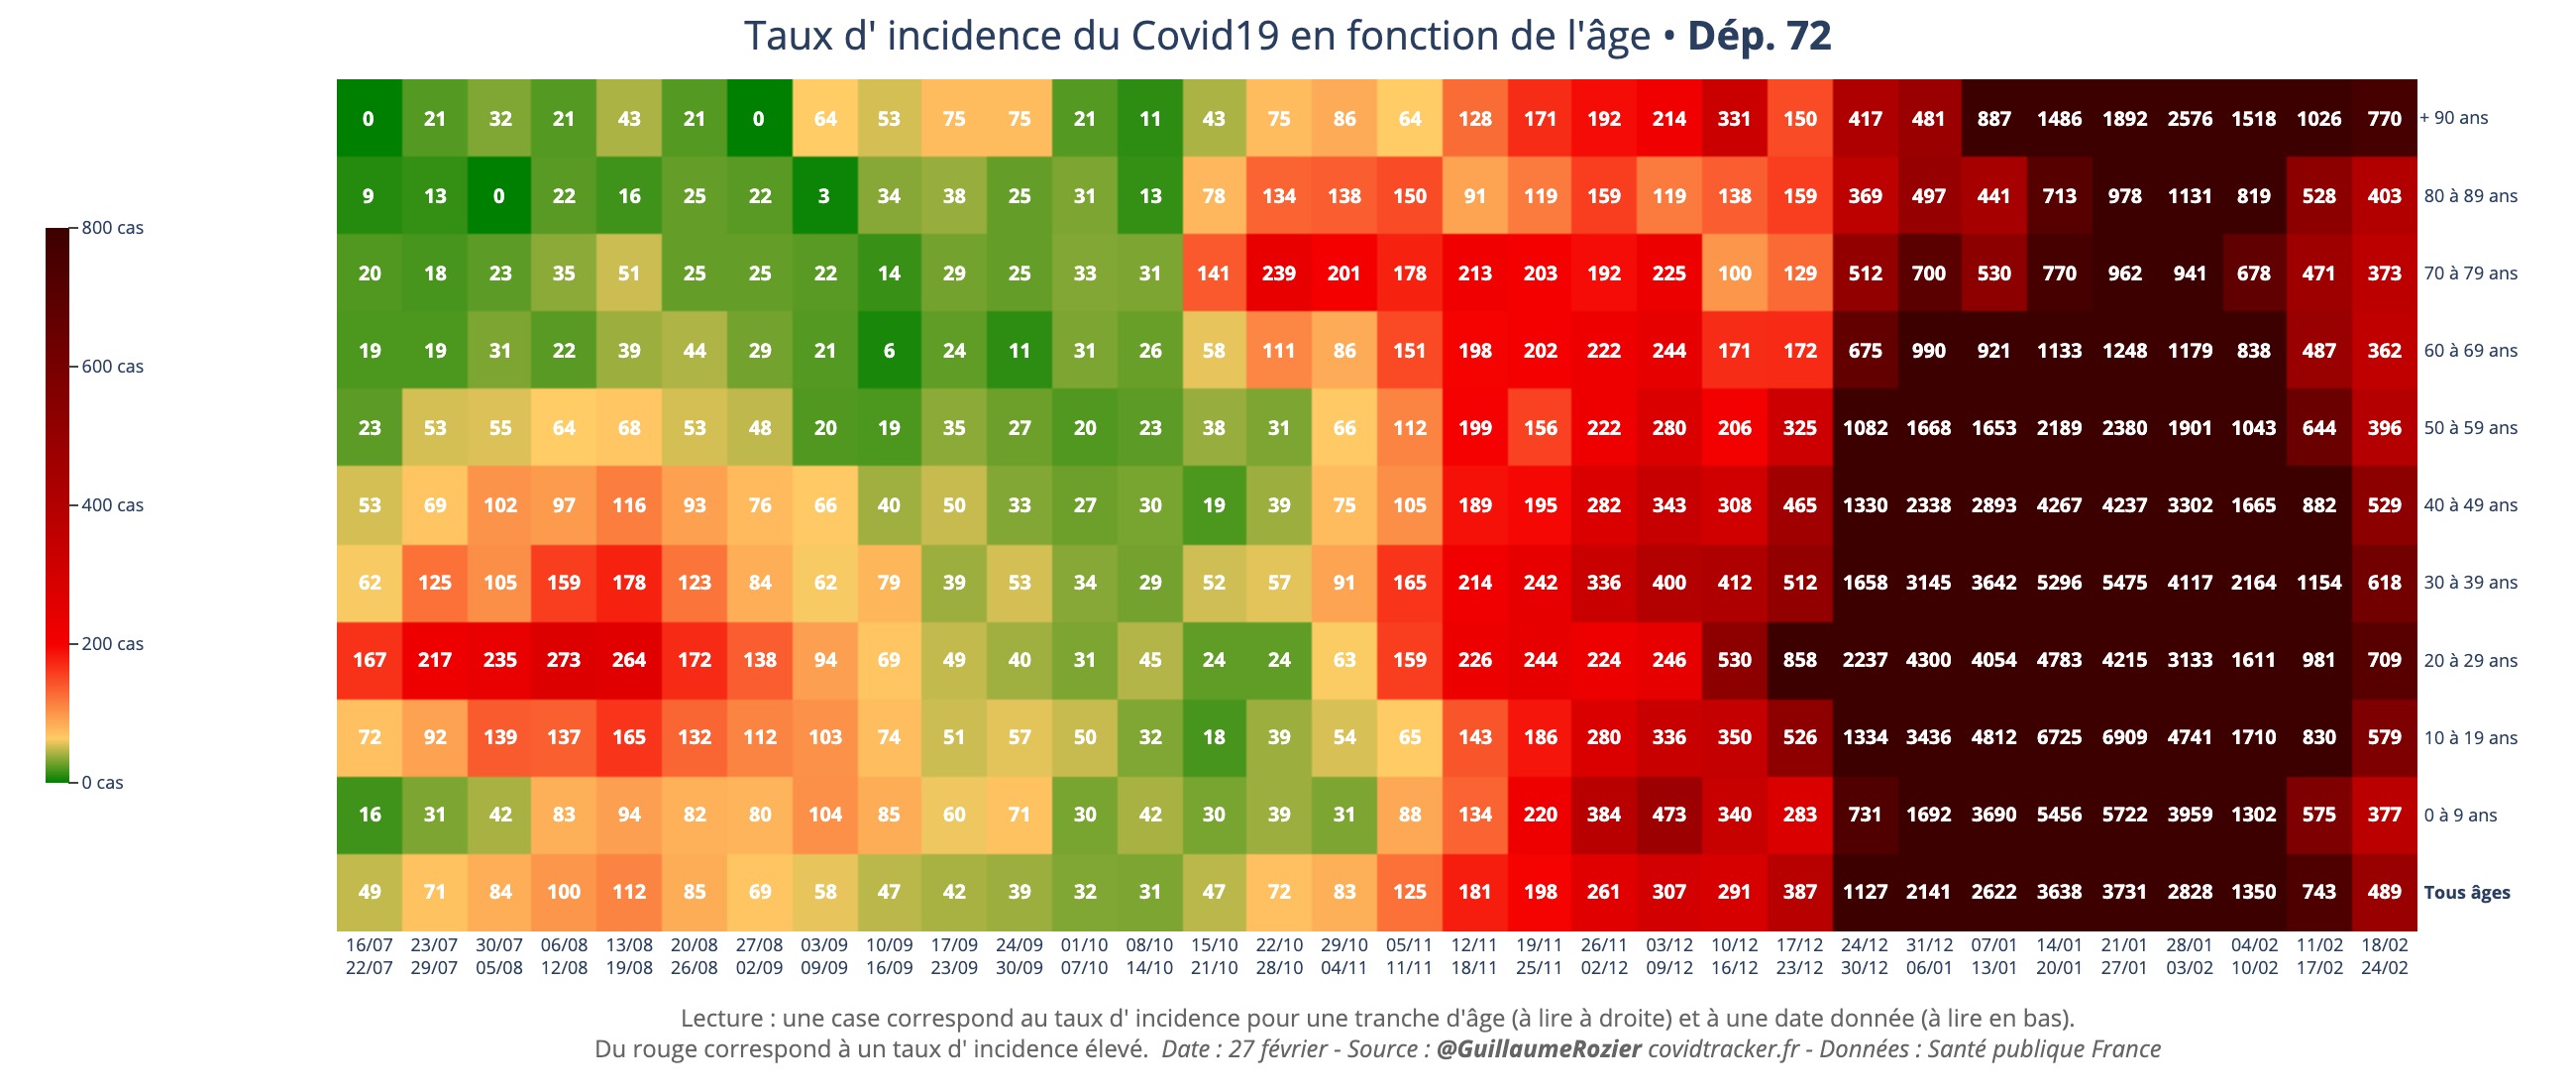 Taux d' incidence du Covid19 en fonction de l'âge • Dép. 72
800 cas
600 cas
400 cas
200 cas
0 cas
0 21 32 21 43 21 0 64 53 75 75 21 11 43 75 86 64 128 171 192 214 331 150 417 481 887 1486 1892 2576 1518 1026 770 + 90 ans
9 13 0 22 16 25 22 3 34 38 25 31 13 78 134 138 150 91 119 159 119 138 159 369 497 441 713 978 1131 819 528 403 80 à 89 ans
20 18 23 35 51 25 25 22 14 29 25 33 31 141 239 201 178 213 203 192 225 100 129 512 700 530 770 962 941 678 471 373 70 à 79 ans
19 19 31 22 39 44 29 21 6 24 11 31 26 58 111 86 151 198 202 222 244 171 172 675 990 921 1133 1248 1179 838 487 362 60 à 69 ans
23 53 55 64 68 53 48 20 19 35 27 20 23 38 31 66 112 199 156 222 280 206 325 1082 1668 1653 2189 2380 1901 1043 644 396 50 à 59 ans
53 69 102 97 116 93 76 66 40 50 33 27 30 19 39 75 105 189 195 282 343 308 465 1330 2338 2893 4267 4237 3302 1665 882 529 40 à 49 ans
62 125 105 159 178 123 84 62 79 39 53 34 29 52 57 91 165 214 242 336 400 412 512 1658 3145 3642 5296 5475 4117 2164 1154 618 30 à 39 ans
167 217 235 273 264 172 138 94 69 49 40 31 45 24 24 63 159 226 244 224 246 530 858 2237 4300 4054 4783 4215 3133 1611 981 709 20 à 29 ans
72 92 139 137 165 132 112 103 74 51 57 50 32 18 39 54 65 143 186 280 336 350 526 1334 3436 4812 6725 6909 4741 1710 830 579 10 à 19 ans
16 31 42 83 94 82 80 104 85 60 71 30 42 30 39 31 88 134 220 384 473 340 283 731 1692 3690 5456 5722 3959 1302 575 377 0 à 9 ans
49 71 84 100 112 85 69 58 47 42 39 32 31 47 72 83 125 181 198 261 307 291 387 1127 2141 2622 3638 3731 2828 1350 743 489 Tous âges
16/07 23/07 30/07 06/08 13/08 20/08 27/08 03/09 10/09 17/09 24/09 01/10 08/10 15/10 22/10 29/10 05/11 12/11 19/11 26/11 03/12 10/12 17/12 24/12 31/12 07/01 14/01 21/01 28/01 04/02 11/02 18/02
22/07 29/07 05/08 12/08 19/08 26/08 02/09 09/09 16/09 23/09 30/09 07/10 14/10 21/10 28/10 04/11 11/11 18/11 25/11 02/12 09/12 16/12 23/12 30/12 06/01 13/01 20/01 27/01 03/02 10/02 17/02 24/02
Lecture : une case correspond au taux d' incidence pour une tranche d'âge (à lire à droite) et à une date donnée (à lire en bas).
Du rouge correspond à un taux d' incidence élevé. Date : 27 février - Source : @GuillaumeRozier covidtracker.fr - Données : Santé publique France